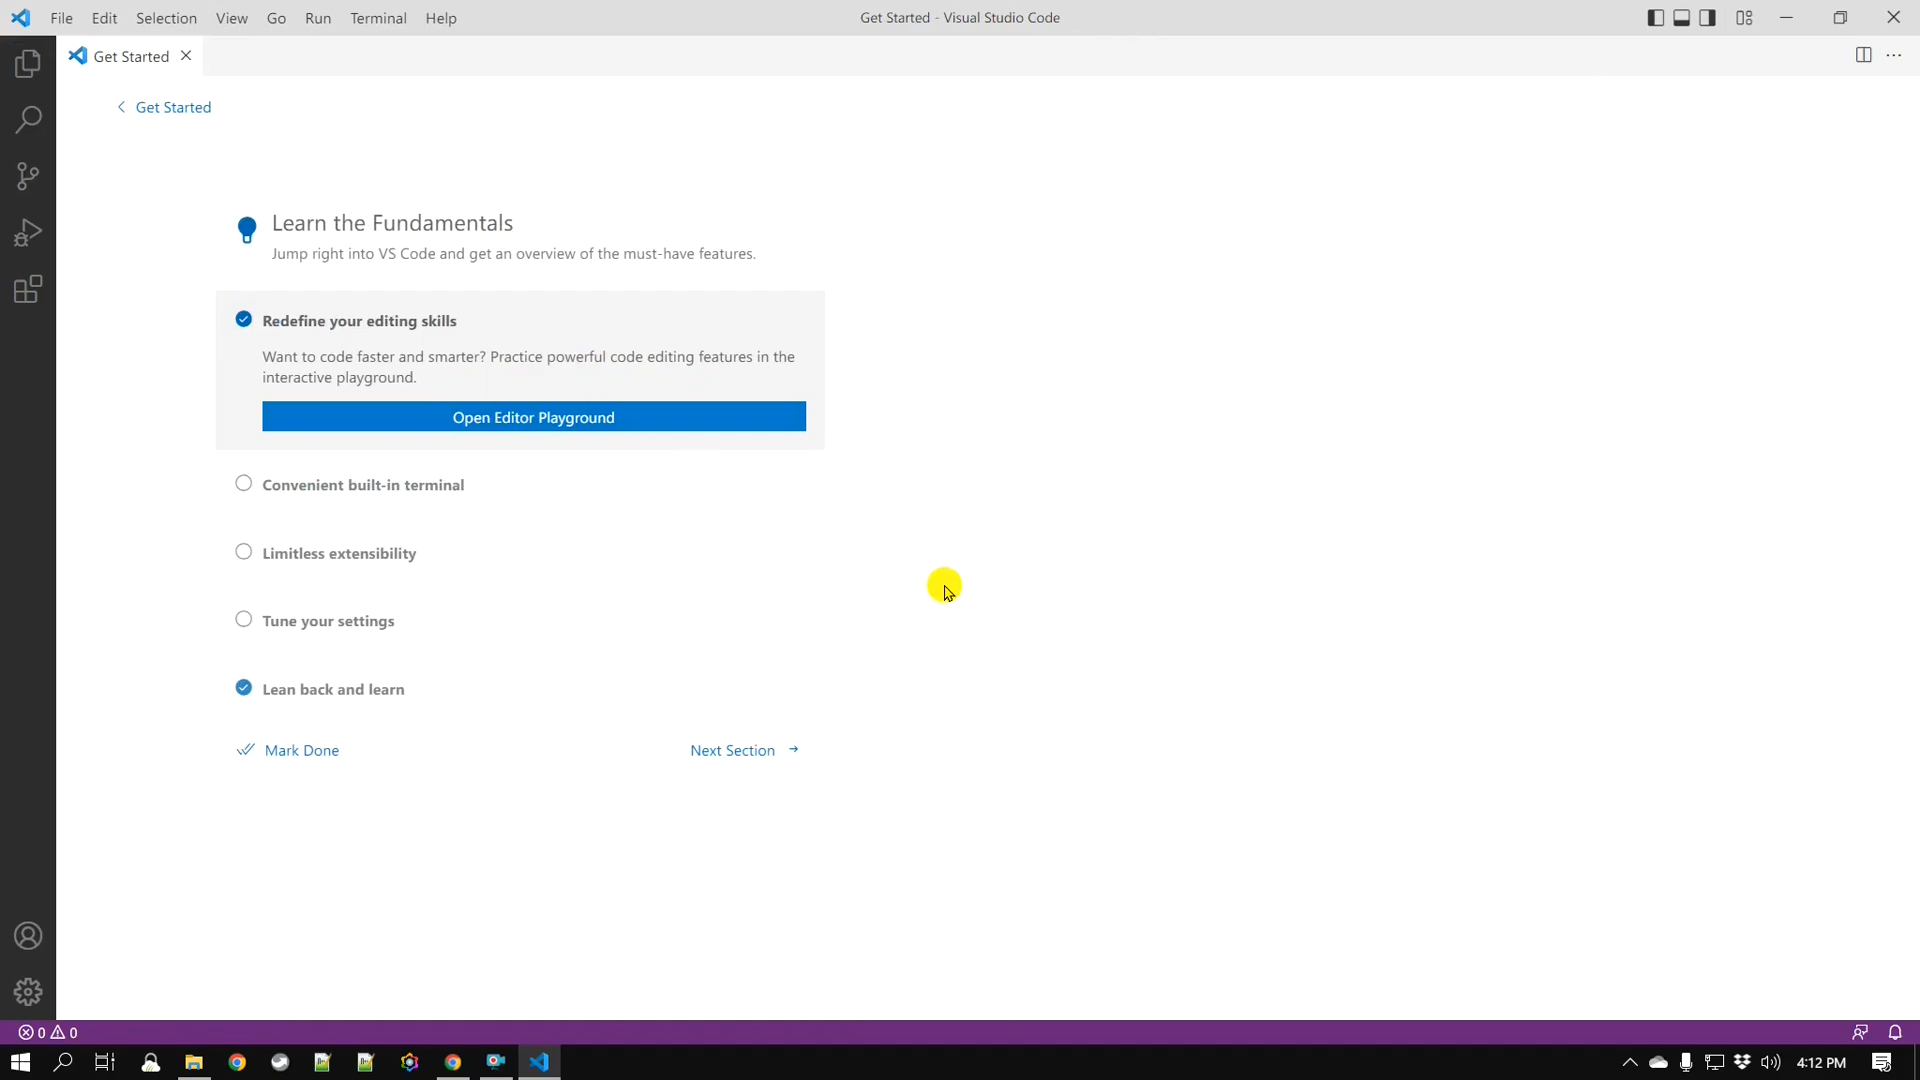 File Edit Selection View Go Run Terminal Help
Get Started - Visual Studio Code
Get Started
Get Started
Learn the Fundamentals
Jump right into VS Code and get an overview of the must-have features.
Redefine your editing skills
Want to code faster and smarter? Practice powerful code editing features in the
interactive playground.
Open Editor Playground
Convenient built-in terminal
Limitless extensibility
Tune your settings
Lean back and learn
Mark Done
Next Section
0 0
4:12 PM